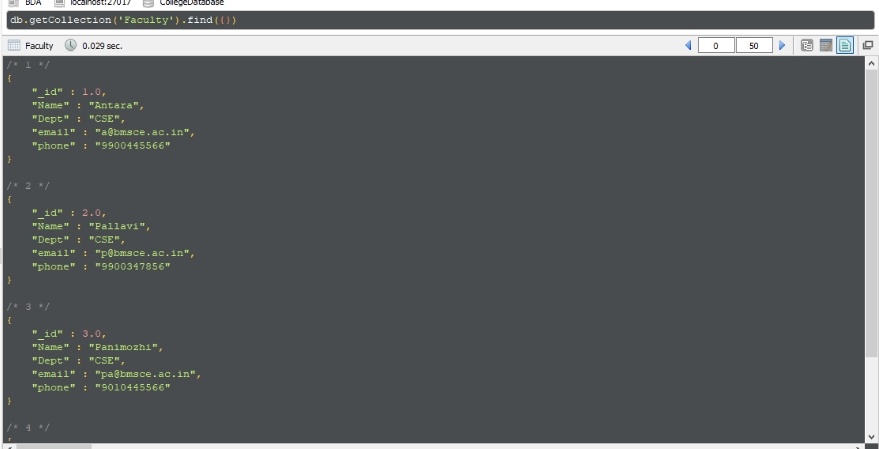 BDA localhost:27017 CollegeDatabase
db.getCollection('Faculty').find({})
Faculty 0.029 sec. 0 50
/* 1 */
{
"_id" : 1.0,
"Name" : "Antara",
"Dept" : "CSE",
"email" : "a@bmsce.ac.in",
"phone" : "9900445566"
}
/* 2 */
{
"_id" : 2.0,
"Name" : "Pallavi",
"Dept" : "CSE",
"email" : "p@bmsce.ac.in",
"phone" : "9900347856"
}
/* 3 */
{
"_id" : 3.0,
"Name" : "Panimozhi",
"Dept" : "CSE",
"email" : "pa@bmsce.ac.in",
"phone" : "9010445566"
}
/* 4 */
{